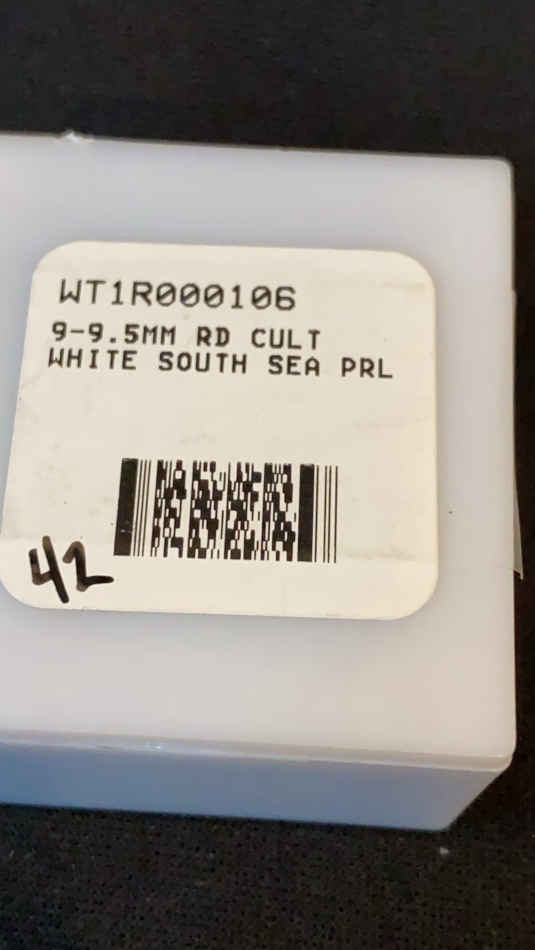 WT1R000106
9-9.5MM RD CULT
WHITE SOUTH SEA PRL
42